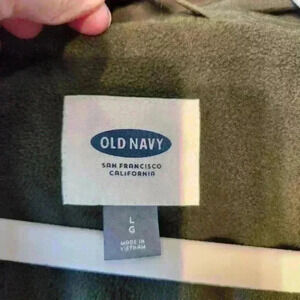 OLD NAVY
SAN FRANCISCO
CALIFORNIA
L
G
MADE IN
VIETNAM